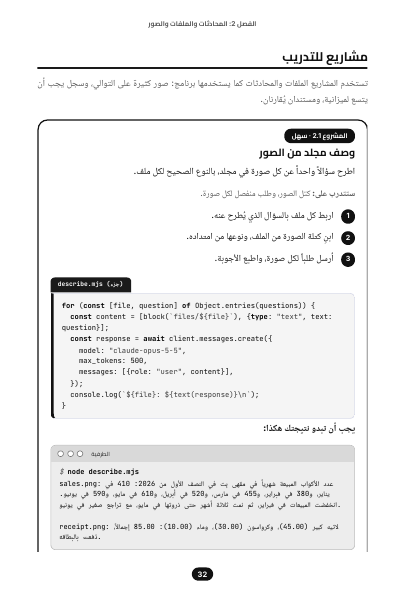 الفصل 2: المحادثات والملفات والصور
مشاريع للتدريب
تستخدم المشاريع الملفات والمحادثات كما يستخدمها برنامج: صور كثيرة على التوالي، وسجل يجب أن
يتسع لميزانية، ومستندان يُقارنان.
المشروع 2.1 · سهل
وصف مجلد من الصور
اطرح سؤالاً واحداً عن كل صورة في مجلد، بالنوع الصحيح لكل ملف.
ستتدرب على: كتل الصور، وطلب منفصل لكل صورة.
1 اربط كل ملف بالسؤال الذي يُطرح عنه.
2 ابنِ كتلة الصورة من الملف، ونوعها من امتداده.
3 أرسل طلباً لكل صورة، واطبع الأجوبة.
describe.mjs (جزء)
for (const [file, question] of Object.entries(questions)) {
const content = [block(`files/${file}`), {type: "text", text:
question}];
const response = await client.messages.create({
model: "claude-opus-5-5",
max_tokens: 500,
messages: [{role: "user", content}],
});
console.log(`${file}: ${text(response)}\n`);
}
يجب أن تبدو نتيجتك هكذا:
الطرفية
$ node describe.mjs
sales.png: عدد الأكواب المبيعة شهرياً في مقهى بِت في النصف الأول من 2026: 410 في
يناير، و380 في فبراير، و455 في مارس، و520 في أبريل، و610 في مايو، و590 في يونيو.
انخفضت المبيعات في فبراير، ثم نمت ثلاثة أشهر حتى ذروتها في مايو، مع تراجع صغير في يونيو.
receipt.png: لاتيه كبير (45.00)، وكرواسون (30.00)، وماء (10.00): 85.00 إجمالاً،
دُفعت بالبطاقة.
32